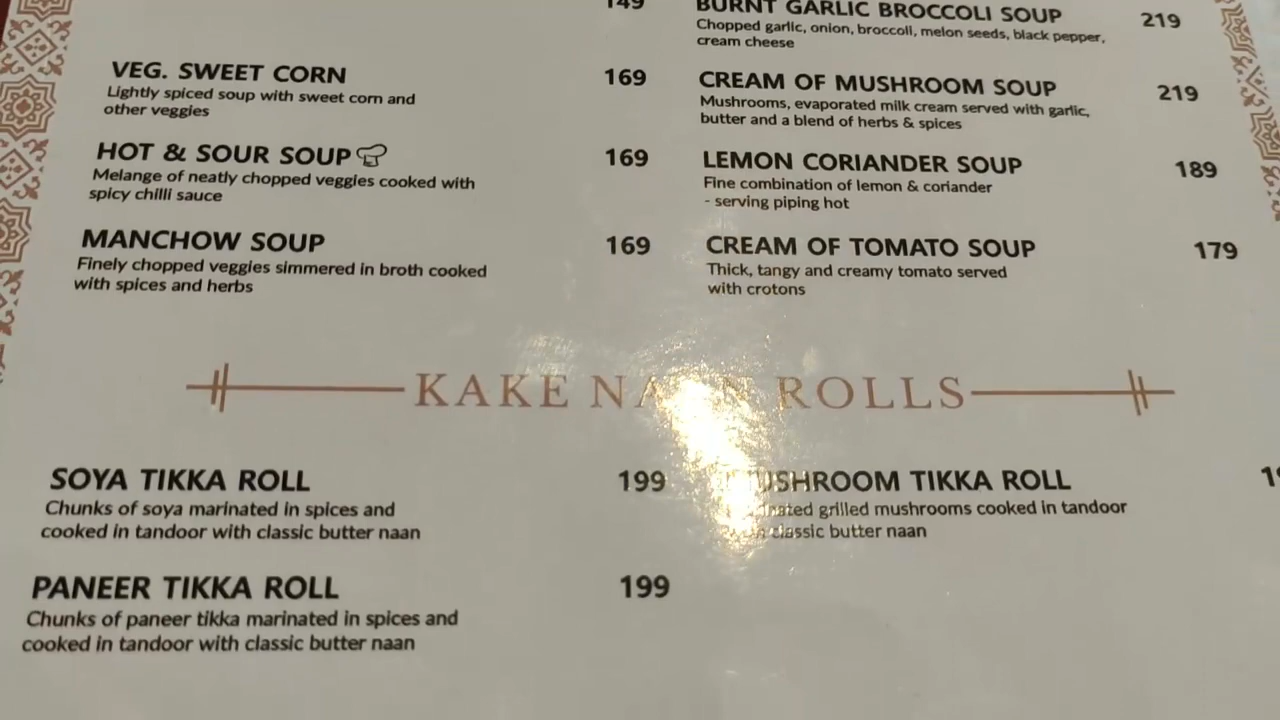 149
VEG. SWEET CORN 169
Lightly spiced soup with sweet corn and
other veggies
HOT & SOUR SOUP 169
Melange of neatly chopped veggies cooked with
spicy chilli sauce
MANCHOW SOUP 169
Finely chopped veggies simmered in broth cooked
with spices and herbs
BURNT GARLIC BROCCOLI SOUP 219
Chopped garlic, onion, broccoli, melon seeds, black pepper,
cream cheese
CREAM OF MUSHROOM SOUP 219
Mushrooms, evaporated milk cream served with garlic,
butter and a blend of herbs & spices
LEMON CORIANDER SOUP 189
Fine combination of lemon & coriander
- serving piping hot
CREAM OF TOMATO SOUP 179
Thick, tangy and creamy tomato served
with crotons
KAKE ROLLS
SOYA TIKKA ROLL 199
Chunks of soya marinated in spices and
cooked in tandoor with classic butter naan
PANEER TIKKA ROLL 199
Chunks of paneer tikka marinated in spices and
cooked in tandoor with classic butter naan
MUSHROOM TIKKA ROLL
grilled mushrooms cooked in tandoor
classic butter naan